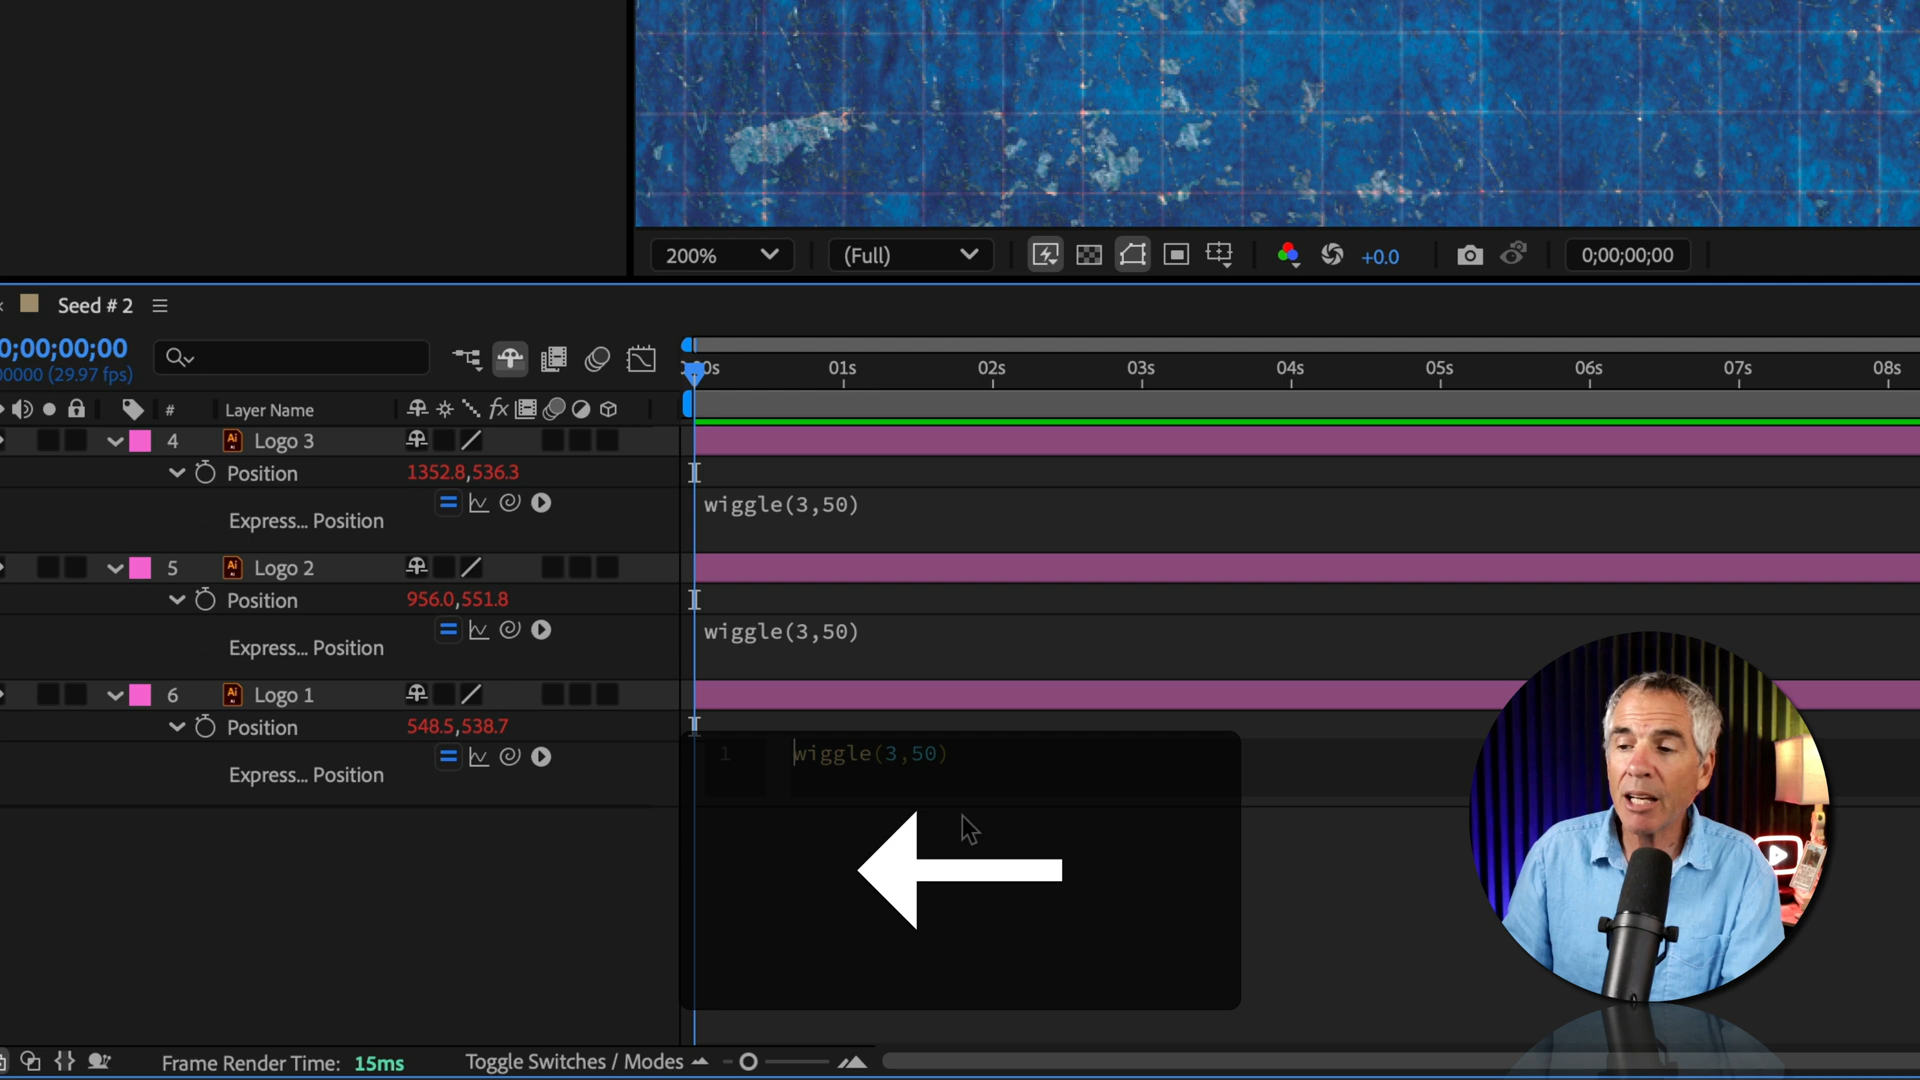 200%
(Full)
+0.0
0;00;00;00
Seed # 2
0;00;00;00
00000 (29.97 fps)
0s 01s 02s 03s 04s 05s 06s 07s 08s
# Layer Name fx
4 Ai Logo 3
Position 1352.8,536.3
wiggle(3,50)
Express... Position
5 Ai Logo 2
Position 956.0,551.8
wiggle(3,50)
Express... Position
6 Ai Logo 1
Position 548.5,538.7
1 wiggle(3,50)
Express... Position
Frame Render Time: 15ms
Toggle Switches / Modes